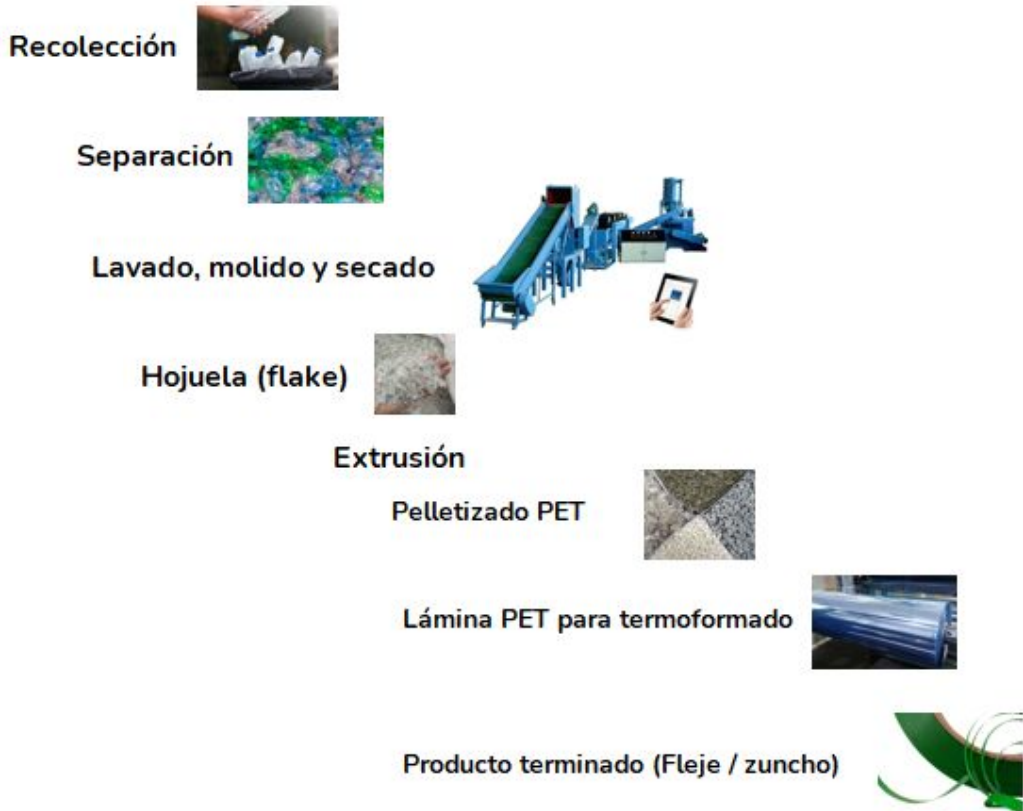 Recolección
Separación
Lavado, molido y secado
Hojuela (flake)
Extrusión
Pelletizado PET
Lámina PET para termoformado
Producto terminado (Fleje / zuncho)